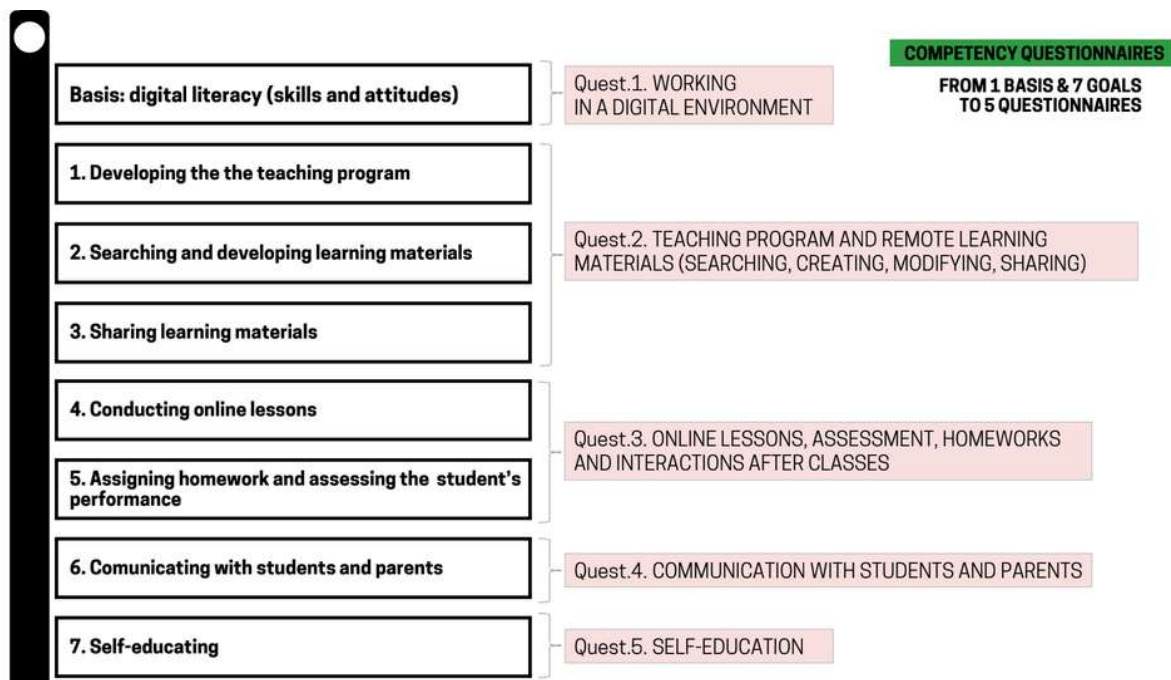 COMPETENCY QUESTIONNAIRES
FROM 1 BASIS & 7 GOALS
TO 5 QUESTIONNAIRES
Basis: digital literacy (skills and attitudes)
Quest.1. WORKING
IN A DIGITAL ENVIRONMENT
1. Developing the the teaching program
2. Searching and developing learning materials
3. Sharing learning materials
Quest.2. TEACHING PROGRAM AND REMOTE LEARNING
MATERIALS (SEARCHING, CREATING, MODIFYING, SHARING)
4. Conducting online lessons
5. Assigning homework and assessing the student's
performance
Quest.3. ONLINE LESSONS, ASSESSMENT, HOMEWORKS
AND INTERACTIONS AFTER CLASSES
6. Comunicating with students and parents
Quest.4. COMMUNICATION WITH STUDENTS AND PARENTS
7. Self-educating
Quest.5. SELF-EDUCATION